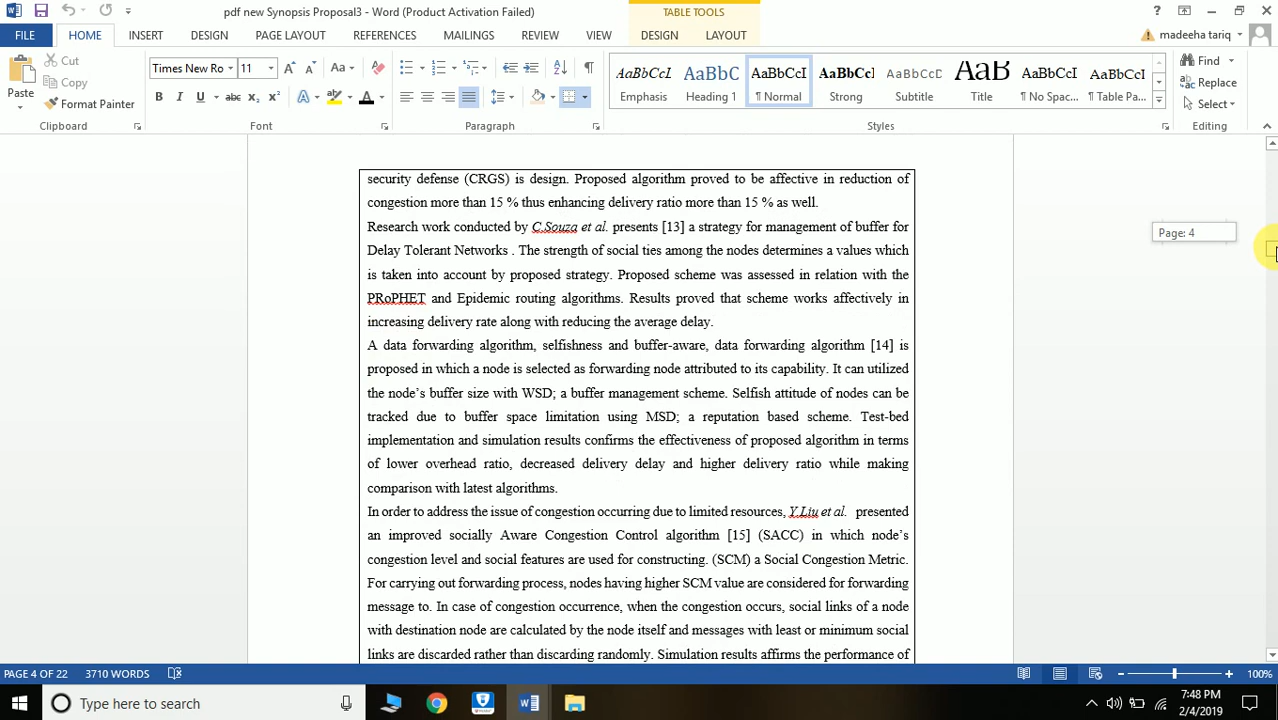 pdf new Synopsis Proposal3 - Word (Product Activation Failed)
TABLE TOOLS
FILE HOME INSERT DESIGN PAGE LAYOUT REFERENCES MAILINGS REVIEW VIEW DESIGN LAYOUT madeeha tariq
Paste
Cut
Copy
Format Painter
Times New Ro 11
Clipboard Font Paragraph Styles Editing
AaBbCcI Emphasis
AaBbC Heading 1
AaBbCcI ¶ Normal
AaBbCcI Strong
AaBbCcI Subtitle
AaB Title
AaBbCcI ¶ No Spac...
AaBbCcI ¶ Table Pa...
Find
Replace
Select
security defense (CRGS) is design. Proposed algorithm proved to be affective in reduction of
congestion more than 15 % thus enhancing delivery ratio more than 15 % as well.
Research work conducted by C.Souza et al. presents [13] a strategy for management of buffer for
Delay Tolerant Networks . The strength of social ties among the nodes determines a values which
is taken into account by proposed strategy. Proposed scheme was assessed in relation with the
PRoPHET and Epidemic routing algorithms. Results proved that scheme works affectively in
increasing delivery rate along with reducing the average delay.
A data forwarding algorithm, selfishness and buffer-aware, data forwarding algorithm [14] is
proposed in which a node is selected as forwarding node attributed to its capability. It can utilized
the node’s buffer size with WSD; a buffer management scheme. Selfish attitude of nodes can be
tracked due to buffer space limitation using MSD; a reputation based scheme. Test-bed
implementation and simulation results confirms the effectiveness of proposed algorithm in terms
of lower overhead ratio, decreased delivery delay and higher delivery ratio while making
comparison with latest algorithms.
In order to address the issue of congestion occurring due to limited resources, Y.Liu et al. presented
an improved socially Aware Congestion Control algorithm [15] (SACC) in which node’s
congestion level and social features are used for constructing. (SCM) a Social Congestion Metric.
For carrying out forwarding process, nodes having higher SCM value are considered for forwarding
message to. In case of congestion occurrence, when the congestion occurs, social links of a node
with destination node are calculated by the node itself and messages with least or minimum social
links are discarded rather than discarding randomly. Simulation results affirms the performance of
Page: 4
PAGE 4 OF 22 3710 WORDS 100%
Type here to search
7:48 PM
2/4/2019